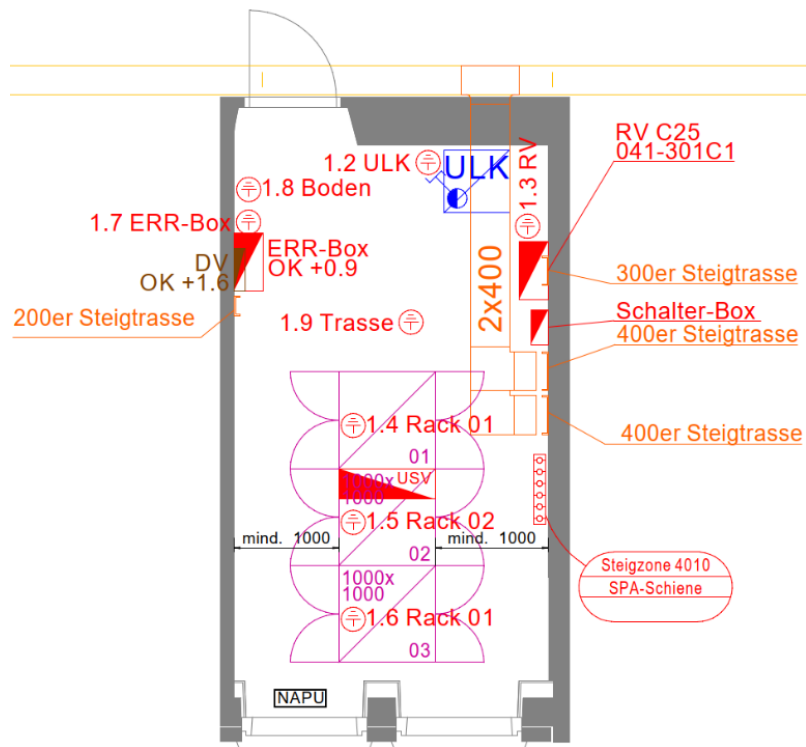 RV C25
041-301C1
1.2 ULK
ULK
1.3 RV
1.8 Boden
1.7 ERR-Box
ERR-Box
OK +0.9
DV
OK +1.6
2x400
300er Steigtrasse
200er Steigtrasse
1.9 Trasse
Schalter-Box
400er Steigtrasse
1.4 Rack 01
400er Steigtrasse
01
USV
1000x
1000
1.5 Rack 02
mind. 1000
mind. 1000
02
Steigzone 4010
SPA-Schiene
1000x
1000
1.6 Rack 01
03
NAPU